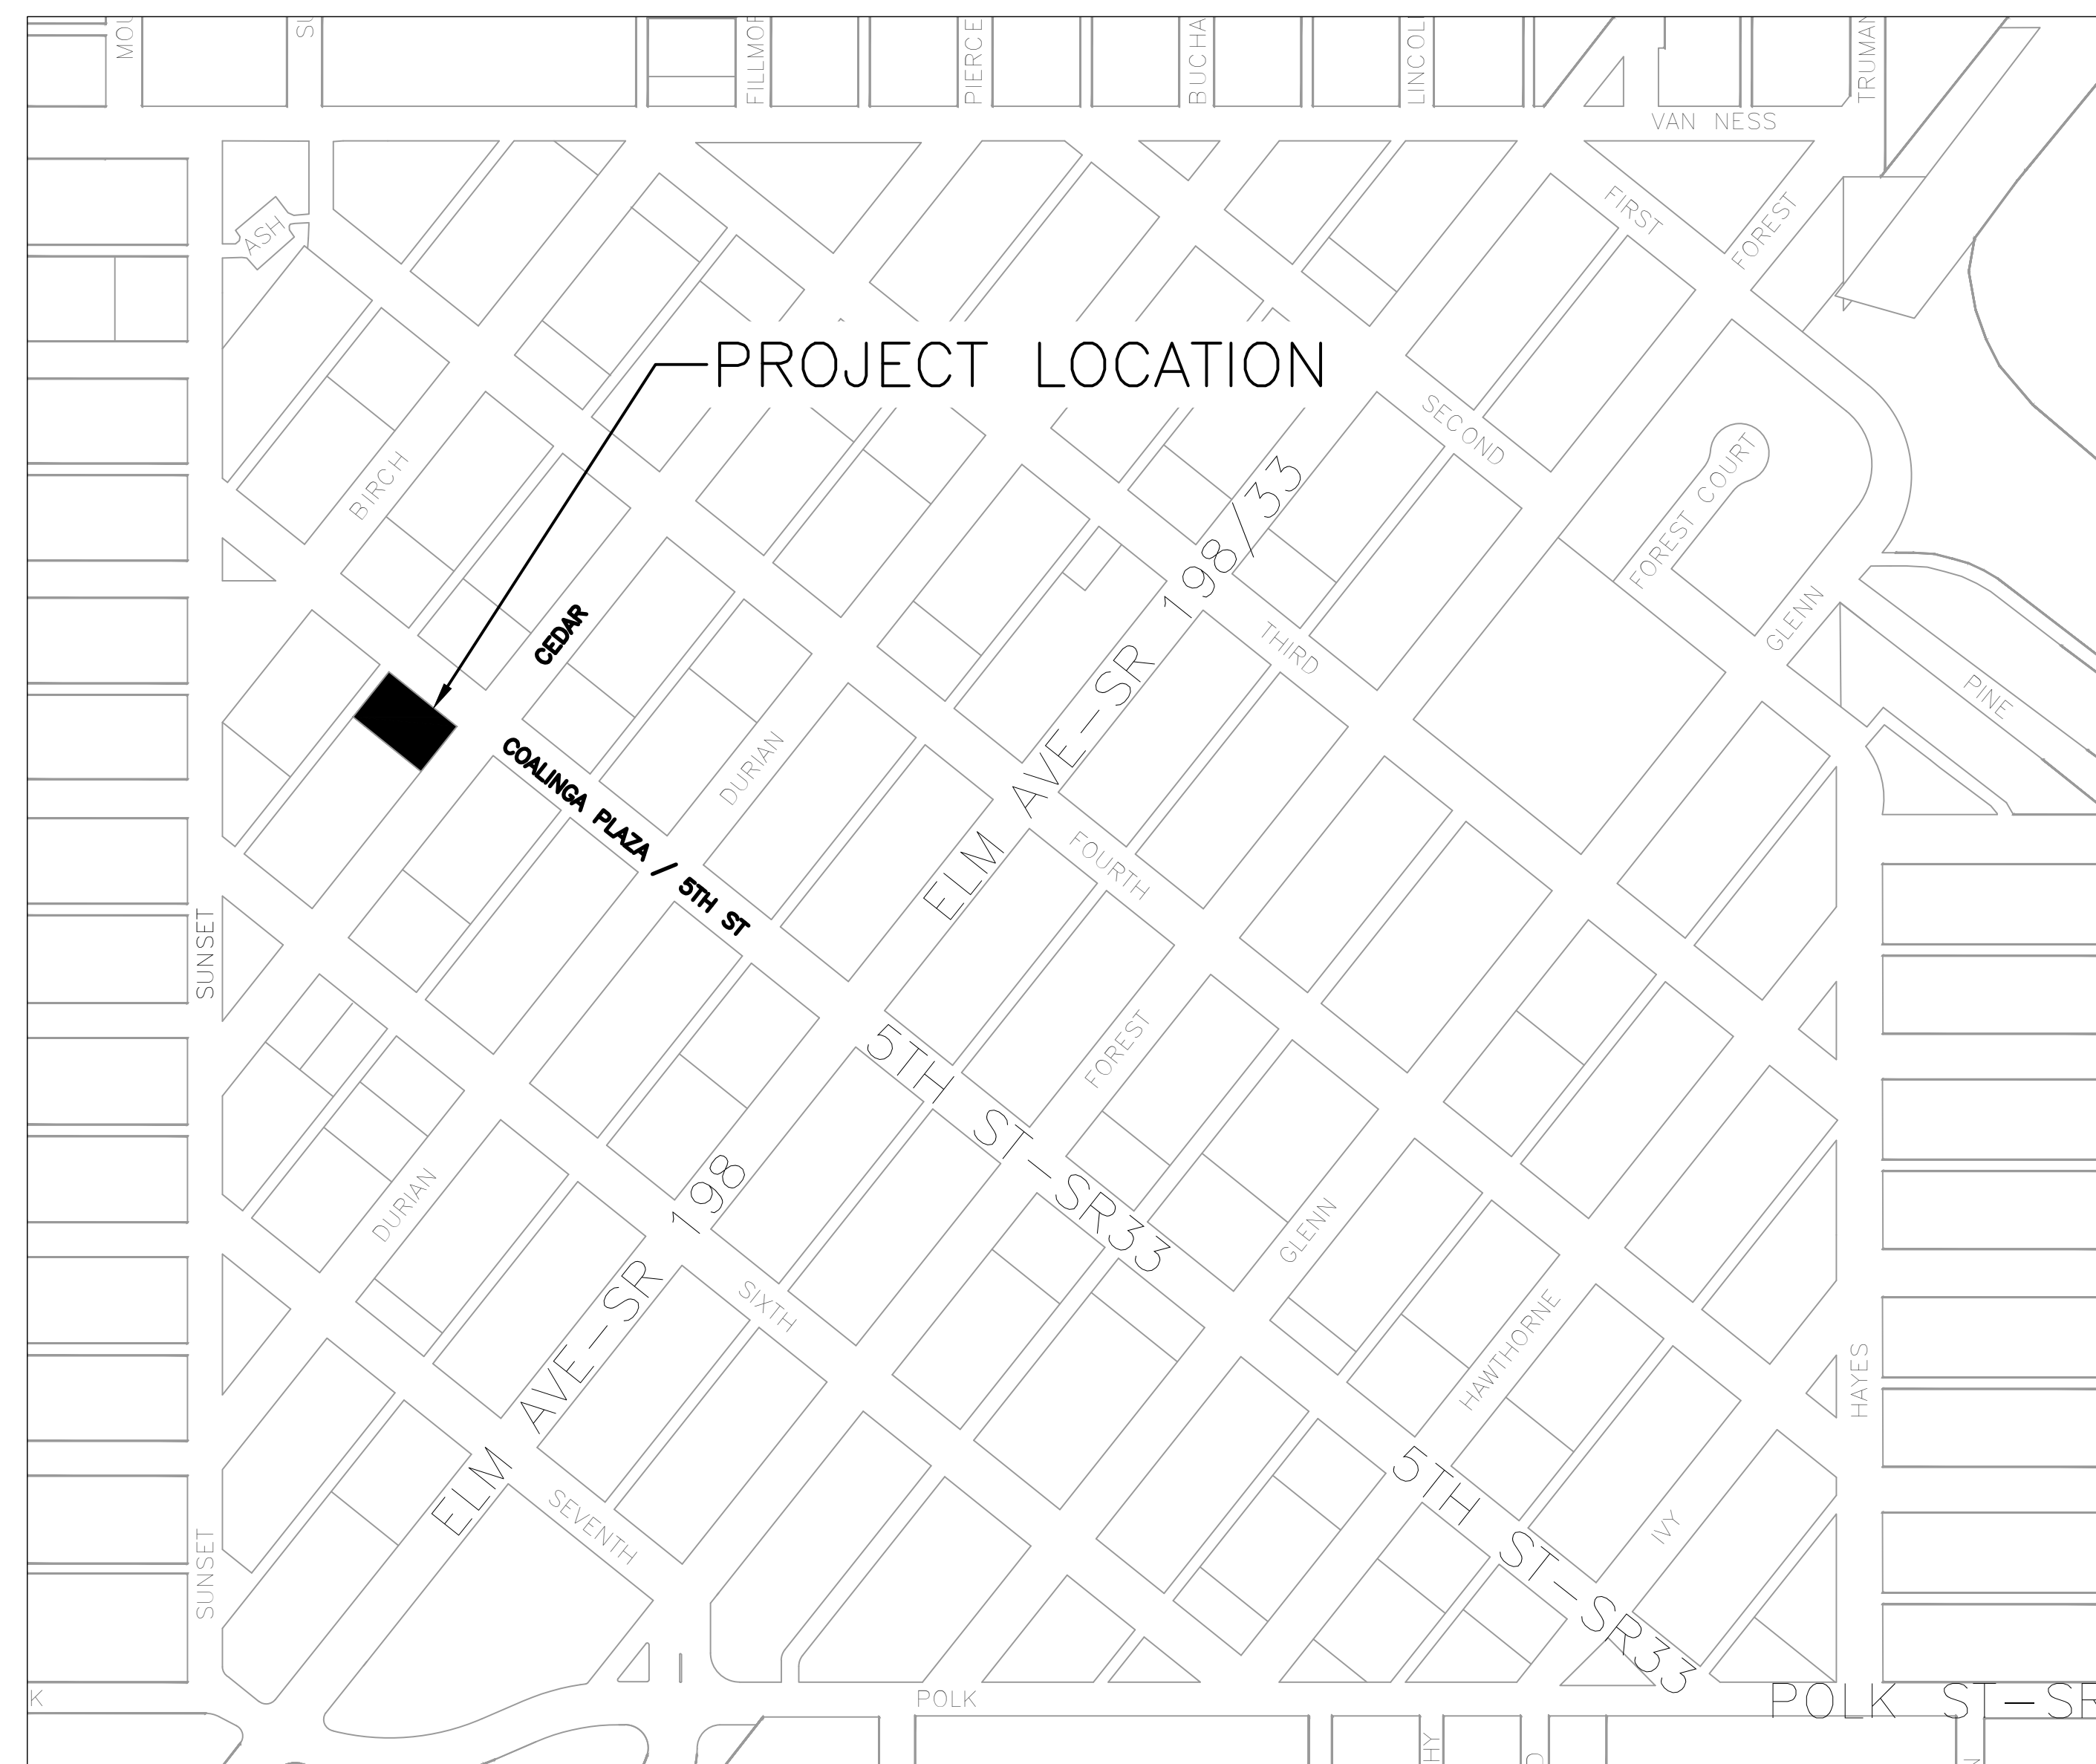 FILLMOR
PIERCE
BUCHA
LINCOL
TRUMAN
VAN NESS
FIRST
FOREST
ASH
PROJECT LOCATION
SECOND
BIRCH
FOREST COURT
CEDAR
ELM AVE-SR 198/33
THIRD
GLENN
PINE
DURIAN
COALINGA PLAZA / 5TH ST
FOURTH
SUNSET
5TH ST-SR33
FOREST
DURIAN
GLENN
ELM AVE-SR 198
SIXTH
HAWTHORNE
HAYES
SEVENTH
5TH ST-SR33
IVY
SUNSET
K
POLK
POLK ST-SR
HY